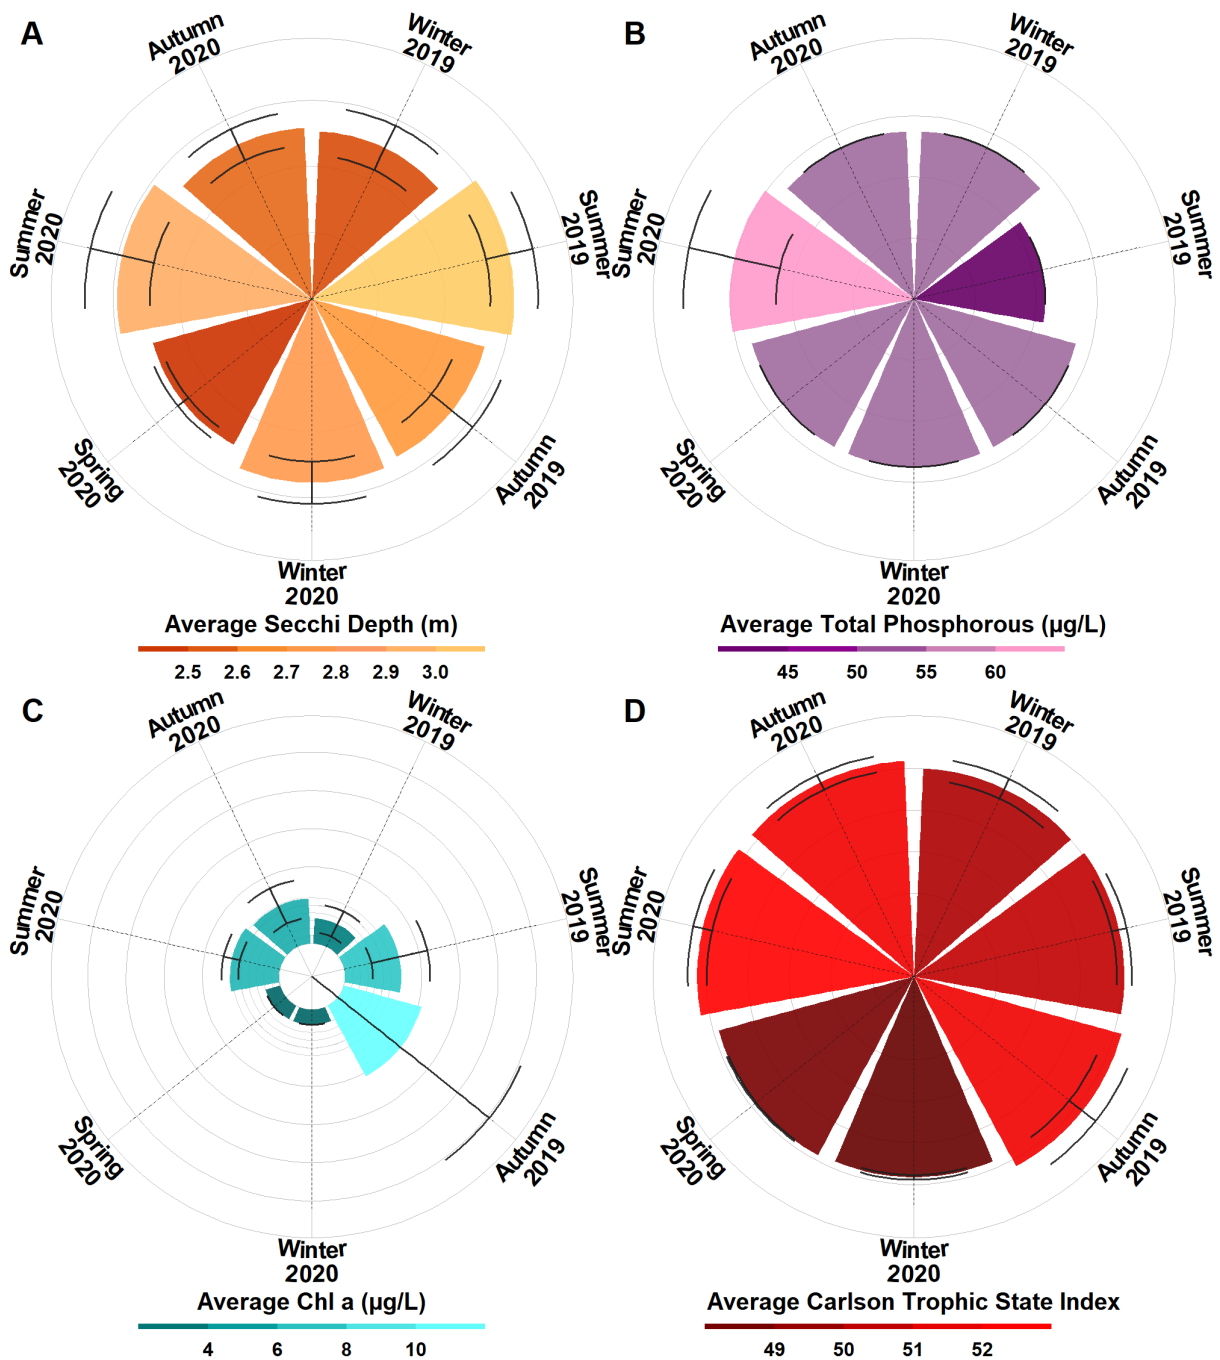 A
Autumn
2020
Winter
2019
Summer
2019
Autumn
2019
Winter
2020
Spring
2020
Summer
2020
Average Secchi Depth (m)
2.5 2.6 2.7 2.8 2.9 3.0
B
Autumn
2020
Winter
2019
Summer
2019
Autumn
2019
Winter
2020
Spring
2020
Summer
2020
Average Total Phosphorous (µg/L)
45 50 55 60
C
Autumn
2020
Winter
2019
Summer
2019
Autumn
2019
Winter
2020
Spring
2020
Summer
2020
Average Chl a (µg/L)
4 6 8 10
D
Autumn
2020
Winter
2019
Summer
2019
Autumn
2019
Winter
2020
Spring
2020
Summer
2020
Average Carlson Trophic State Index
49 50 51 52